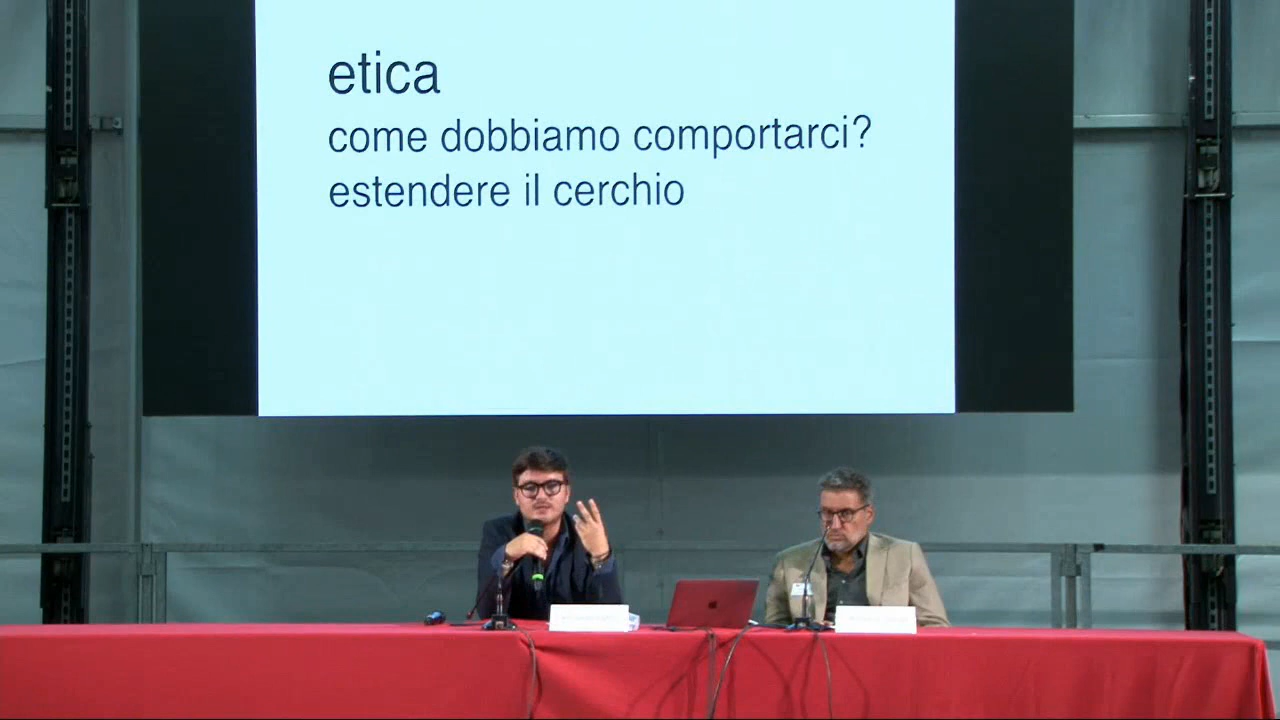 etica
come dobbiamo comportarci?
estendere il cerchio